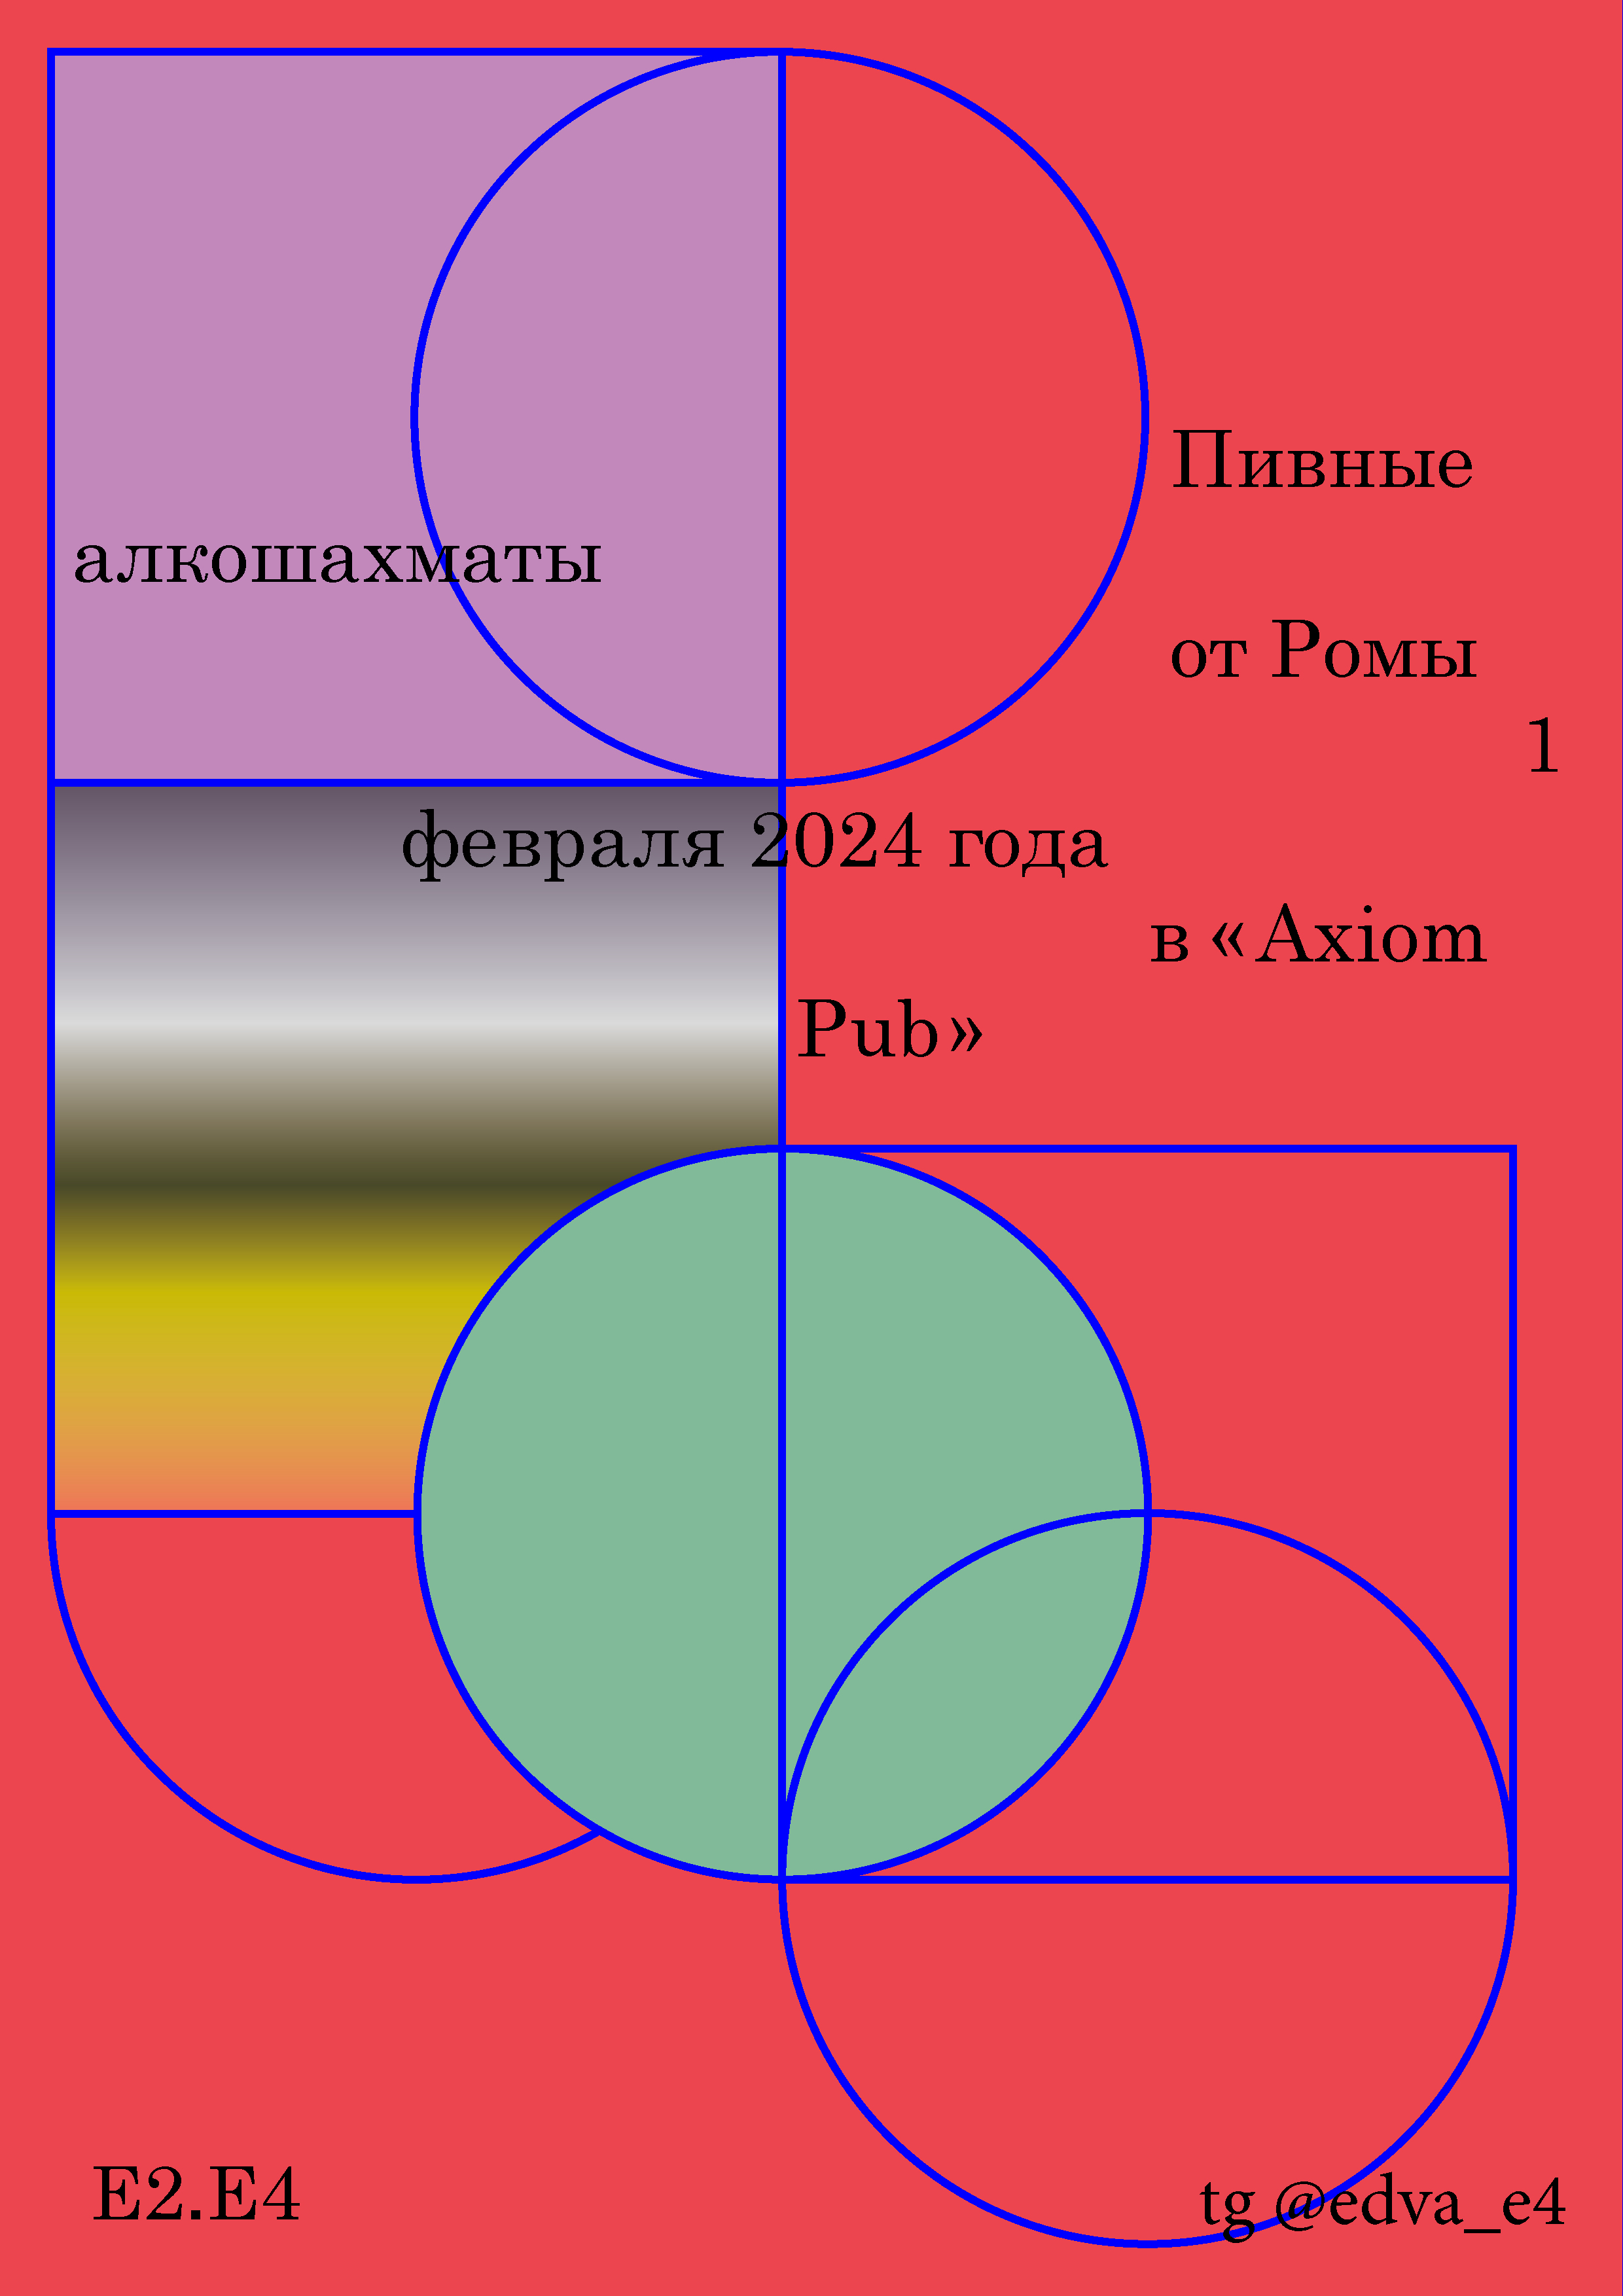 Пивные
алкошахматы
от Ромы
1
февраля 2024 года
в «Axiom
Pub»
E2.E4
tg @edva_e4